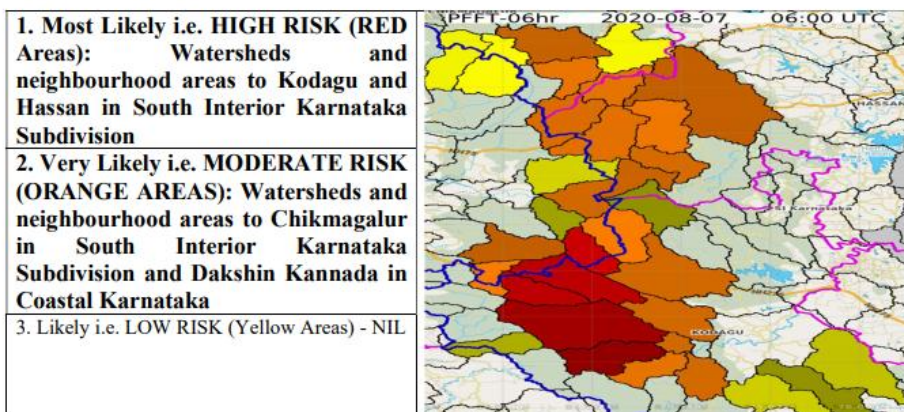 1. Most Likely i.e. HIGH RISK (RED
Areas): Watersheds and
neighbourhood areas to Kodagu and
Hassan in South Interior Karnataka
Subdivision
2. Very Likely i.e. MODERATE RISK
(ORANGE AREAS): Watersheds and
neighbourhood areas to Chikmagalur
in South Interior Karnataka
Subdivision and Dakshin Kannada in
Coastal Karnataka
3. Likely i.e. LOW RISK (Yellow Areas) - NIL
PFFT-06hr 2020-08-07 06:00 UTC
HASSAN
SI Karnataka
KODAGU